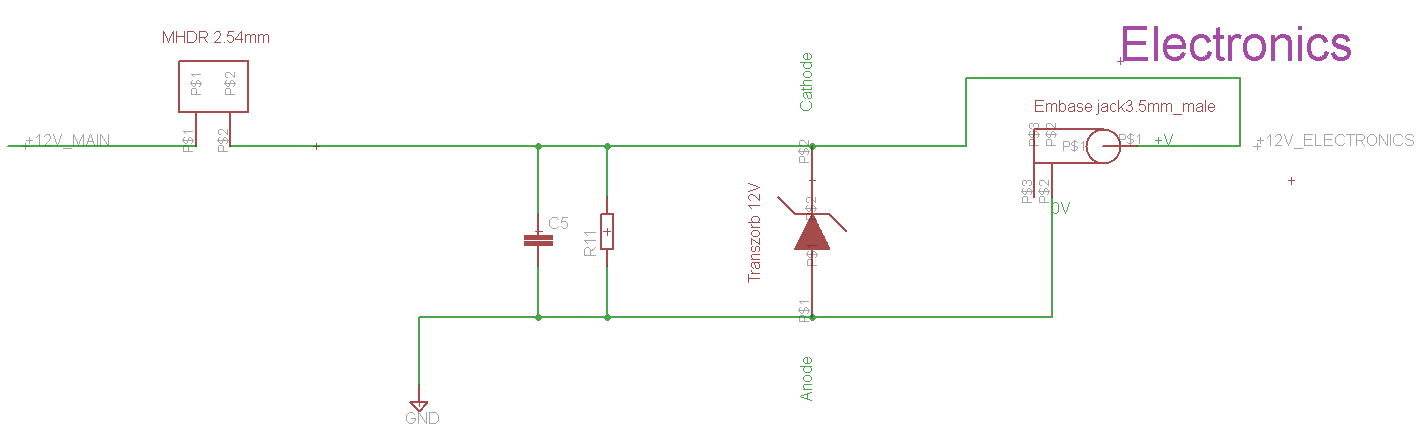 Electronics
MHDR 2.54mm
P$1
P$2
P$1
P$2
+12V_MAIN
Cathode
P$2
P$2
Transzorb 12V
P$1
P$1
Anode
C5
R11
GND
Embase jack3.5mm_male
P$3
P$2
P$1
P$1
+V
P$3
P$2
0V
+12V_ELECTRONICS